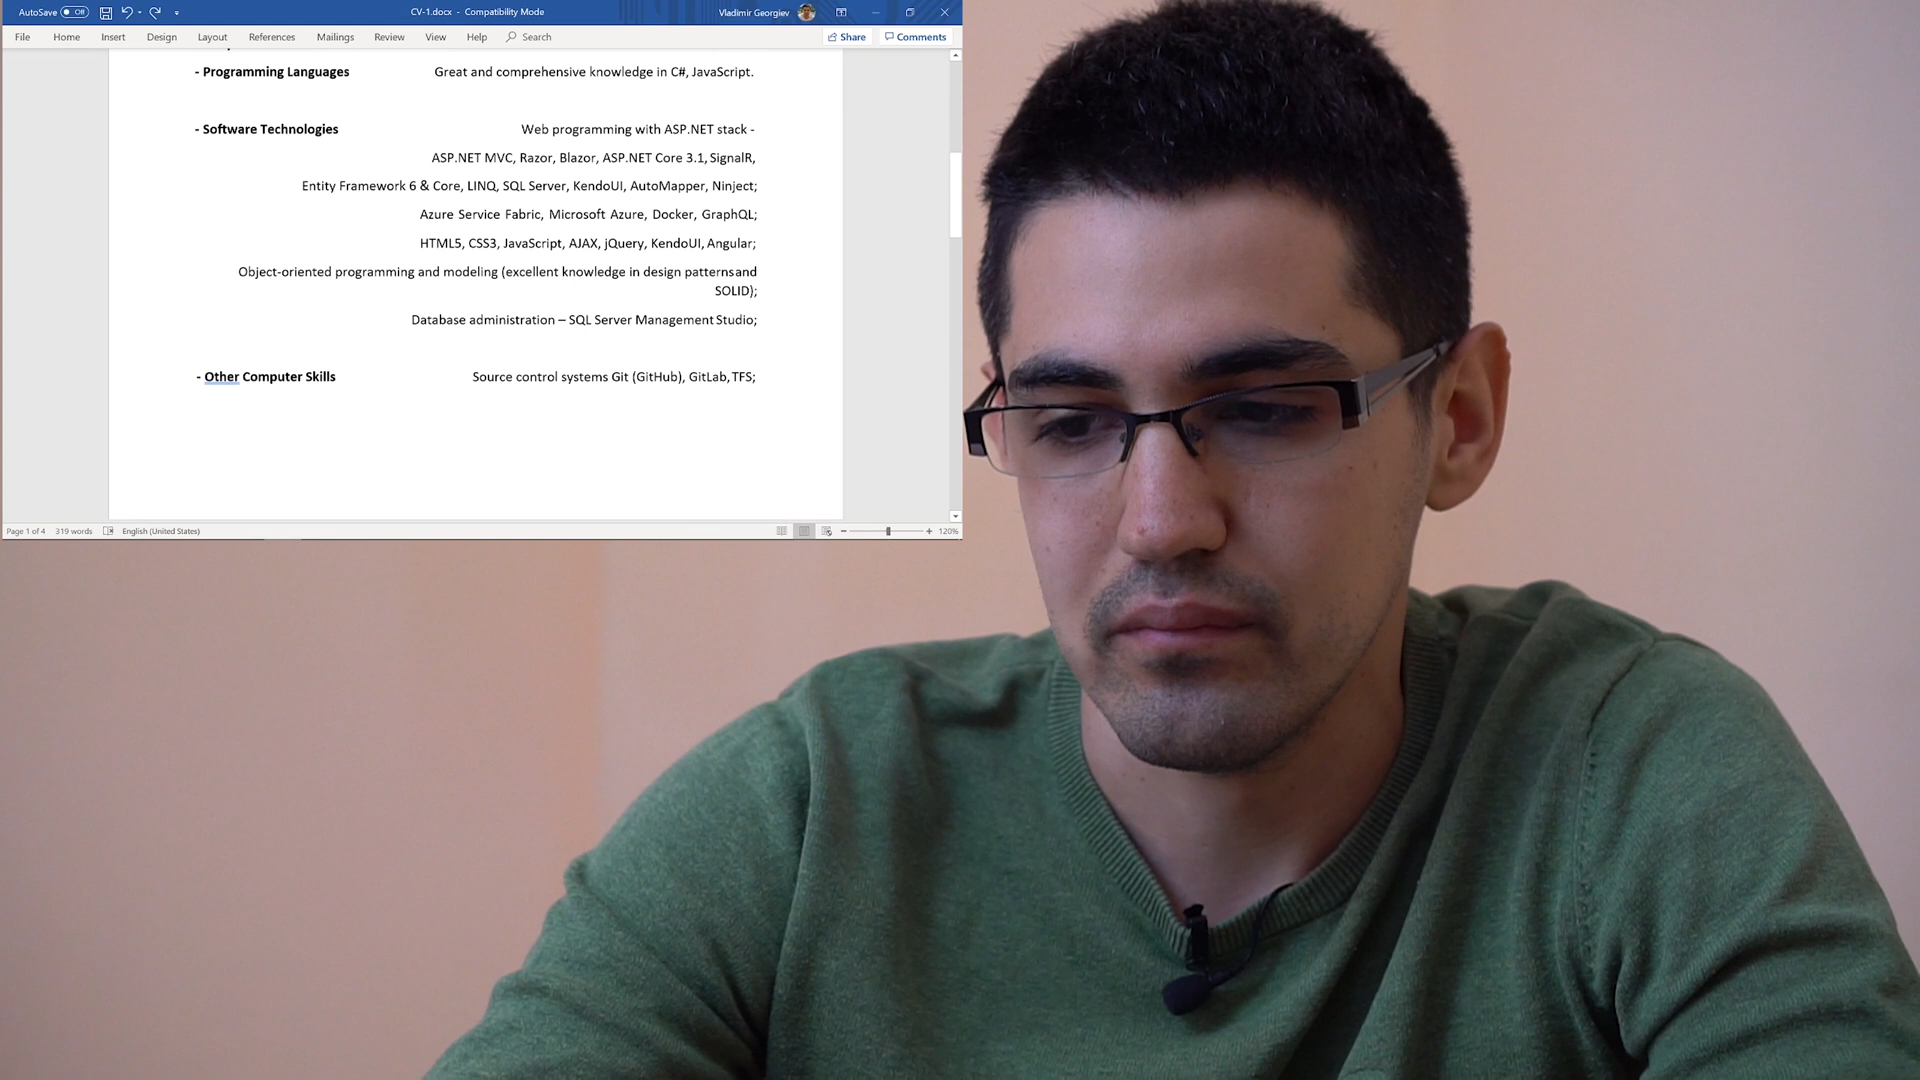 AutoSave Off CV-1.docx - Compatibility Mode Vladimir Georgiev
File Home Insert Design Layout References Mailings Review View Help Search Share Comments
- Programming Languages Great and comprehensive knowledge in C#, JavaScript.
- Software Technologies Web programming with ASP.NET stack -
ASP.NET MVC, Razor, Blazor, ASP.NET Core 3.1, SignalR,
Entity Framework 6 & Core, LINQ, SQL Server, KendoUI, AutoMapper, Ninject;
Azure Service Fabric, Microsoft Azure, Docker, GraphQL;
HTML5, CSS3, JavaScript, AJAX, jQuery, KendoUI, Angular;
Object-oriented programming and modeling (excellent knowledge in design patterns and
SOLID);
Database administration – SQL Server Management Studio;
- Other Computer Skills Source control systems Git (GitHub), GitLab, TFS;
Page 1 of 4 319 words English (United States) 120%